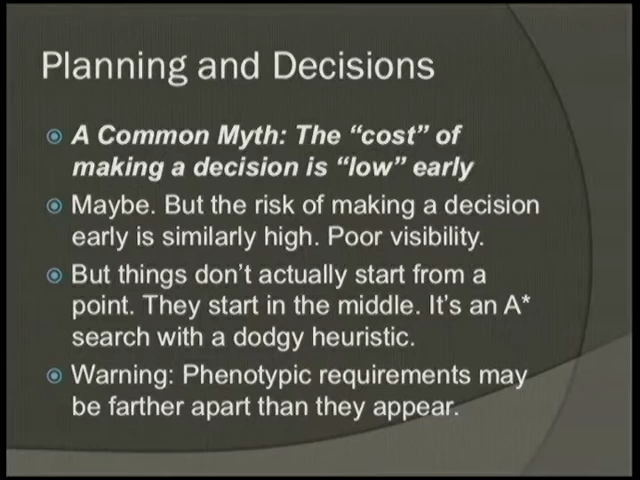 Planning and Decisions
A Common Myth: The “cost” of
making a decision is “low” early
Maybe. But the risk of making a decision
early is similarly high. Poor visibility.
But things don’t actually start from a
point. They start in the middle. It’s an A*
search with a dodgy heuristic.
Warning: Phenotypic requirements may
be farther apart than they appear.